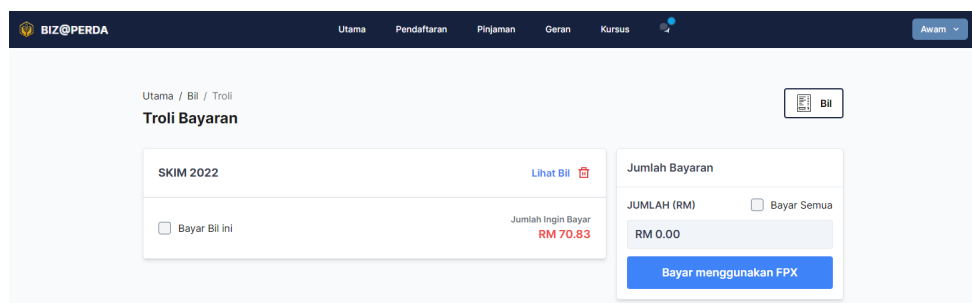 BIZ@PERDA
Utama Pendaftaran Pinjaman Geran Kursus
Awam
Utama / Bil / Troli
Troli Bayaran
Bil
SKIM 2022
Lihat Bil
Bayar Bil ini
Jumlah Ingin Bayar
RM 70.83
Jumlah Bayaran
JUMLAH (RM)
Bayar Semua
RM 0.00
Bayar menggunakan FPX